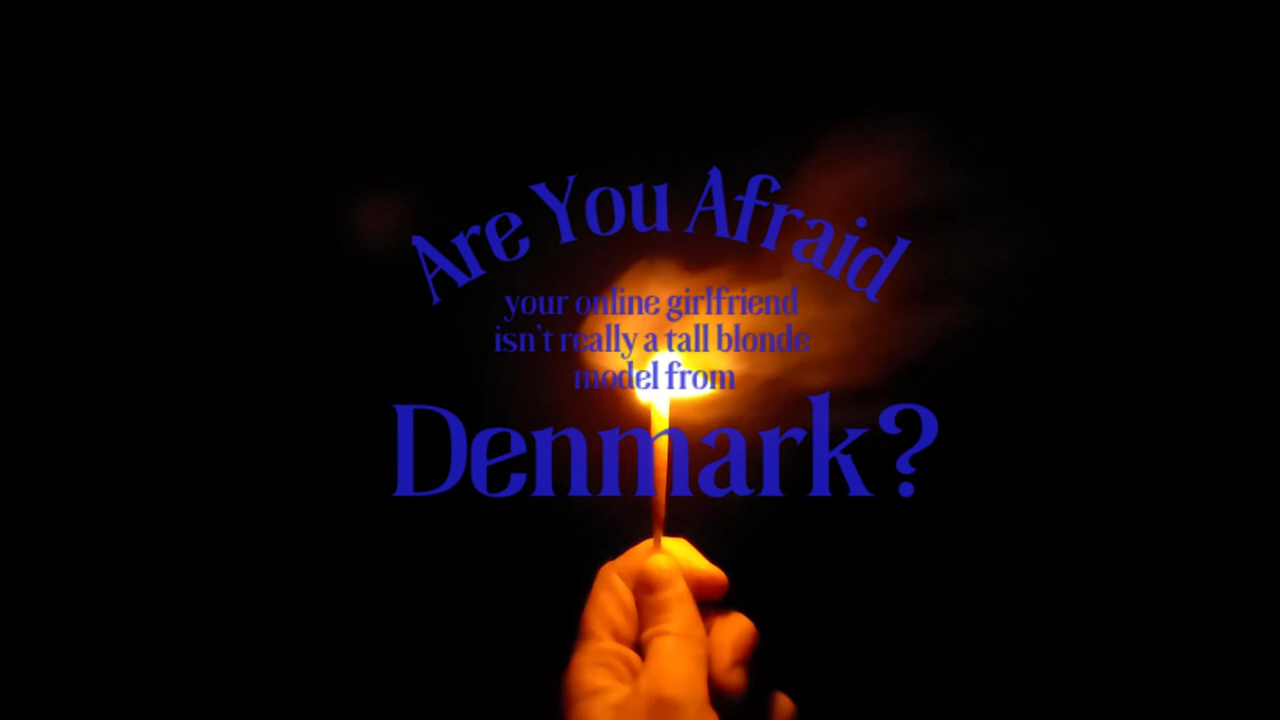 Are You Afraid
your online girlfriend
isn't really a tall blonde
model from
Denmark?